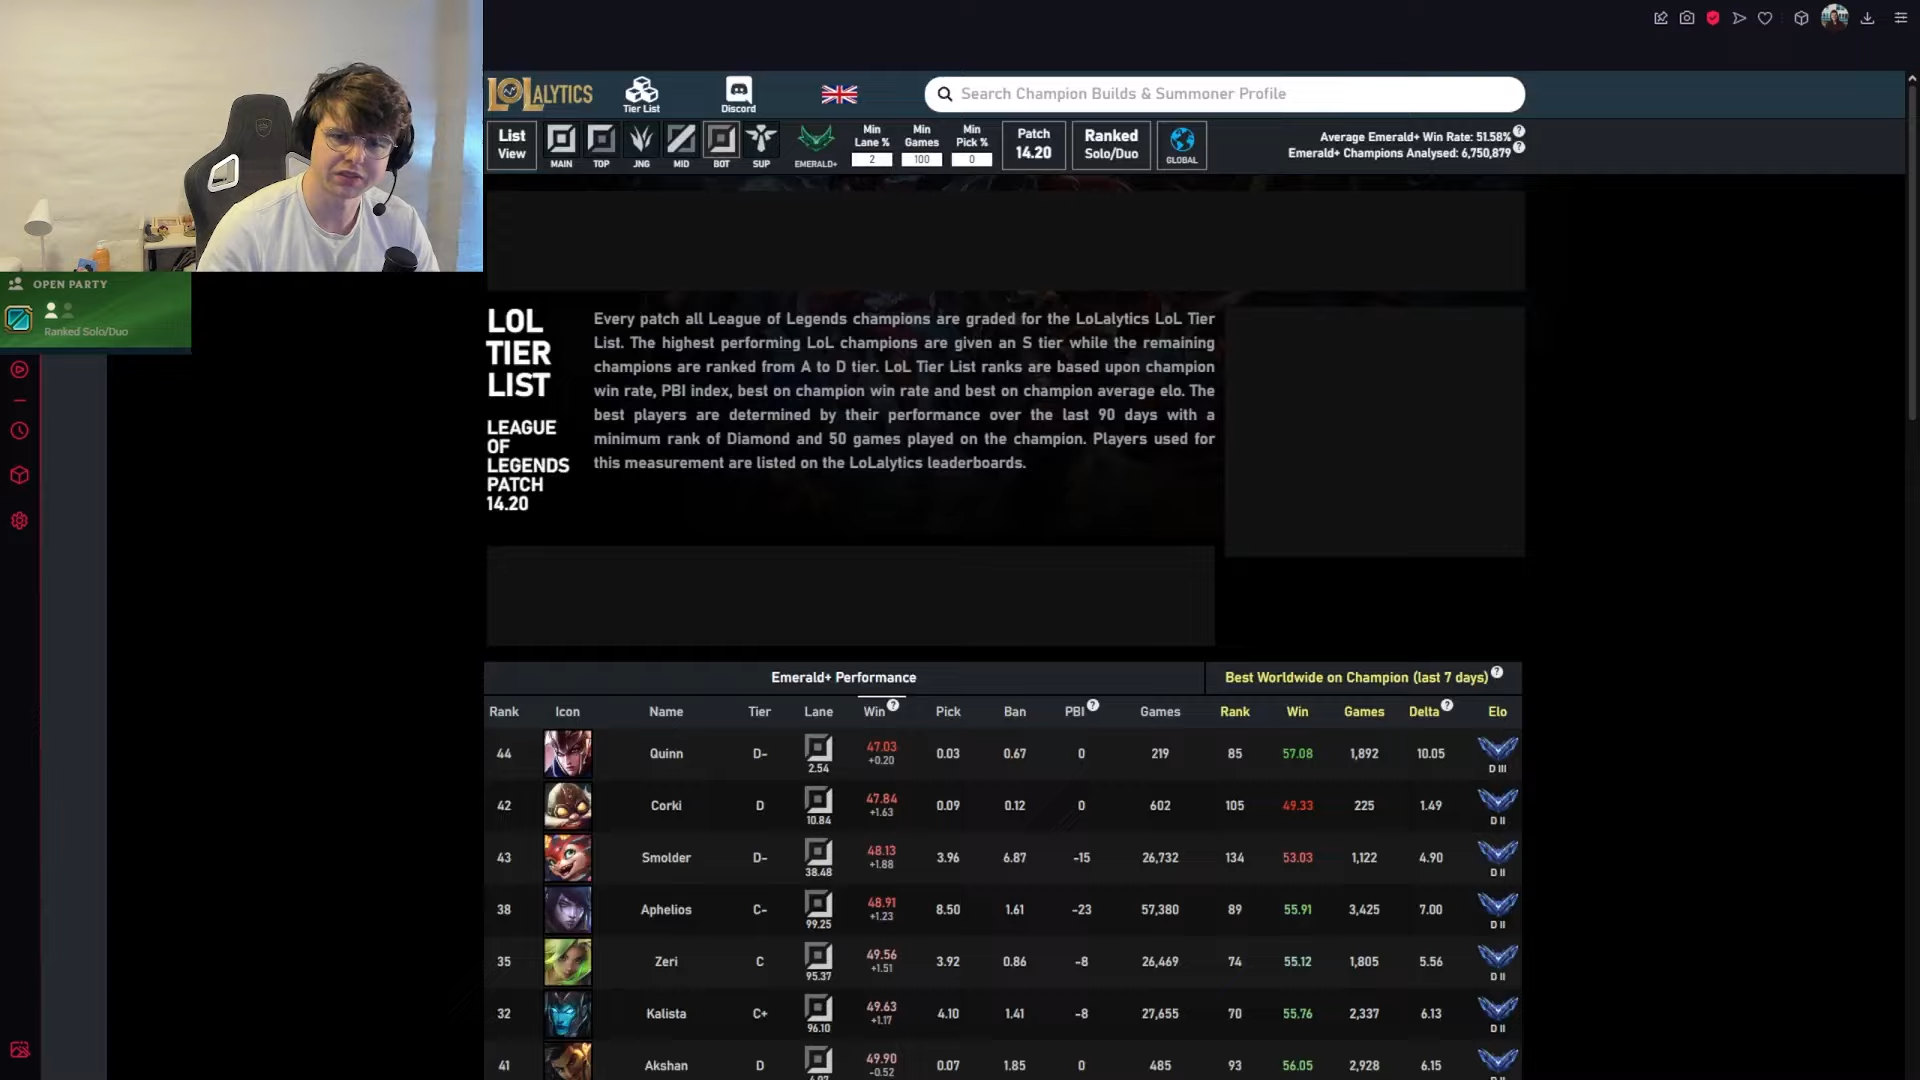 LOLALYTICS
Tier List
Discord
Search Champion Builds & Summoner Profile
List View
MAIN TOP JNG MID BOT SUP
EMERALD+
Min Lane % 2
Min Games 100
Min Pick % 0
Patch 14.20
Ranked Solo/Duo
GLOBAL
Average Emerald+ Win Rate: 51.58%
Emerald+ Champions Analysed: 6,750,879
OPEN PARTY
Ranked Solo/Duo
LOL
TIER
LIST
LEAGUE
OF
LEGENDS
PATCH
14.20
Every patch all League of Legends champions are graded for the LoLalytics LoL Tier
List. The highest performing LoL champions are given an S tier while the remaining
champions are ranked from A to D tier. LoL Tier List ranks are based upon champion
win rate, PBI index, best on champion win rate and best on champion average elo. The
best players are determined by their performance over the last 90 days with a
minimum rank of Diamond and 50 games played on the champion. Players used for
this measurement are listed on the LoLalytics leaderboards.
Emerald+ Performance Best Worldwide on Champion (last 7 days)
Rank Icon Name Tier Lane Win Pick Ban PBI Games Rank Win Games Delta Elo
44 Quinn D- 2.54 47.03 +0.20 0.03 0.67 0 219 85 57.08 1,892 10.05 D III
42 Corki D 10.84 47.84 +1.63 0.09 0.12 0 602 105 49.33 225 1.49 D II
43 Smolder D- 38.48 48.13 +1.88 3.96 6.87 -15 26,732 134 53.03 1,122 4.90 D II
38 Aphelios C- 99.25 48.91 +1.23 8.50 1.61 -23 57,380 89 55.91 3,425 7.00 D II
35 Zeri C 95.37 49.56 +1.51 3.92 0.86 -8 26,469 74 55.12 1,805 5.56 D II
32 Kalista C+ 96.10 49.63 +1.17 4.10 1.41 -8 27,655 70 55.76 2,337 6.13 D II
41 Akshan D 49.90 -0.52 0.07 1.85 0 485 93 56.05 2,928 6.15